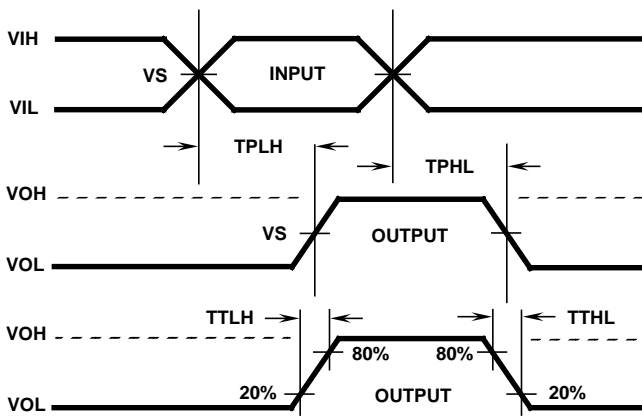 VIH
VS
INPUT
VIL
TPLH
TPHL
VOH
VS
OUTPUT
VOL
TTLH
TTHL
VOH
80%
80%
20%
20%
OUTPUT
VOL